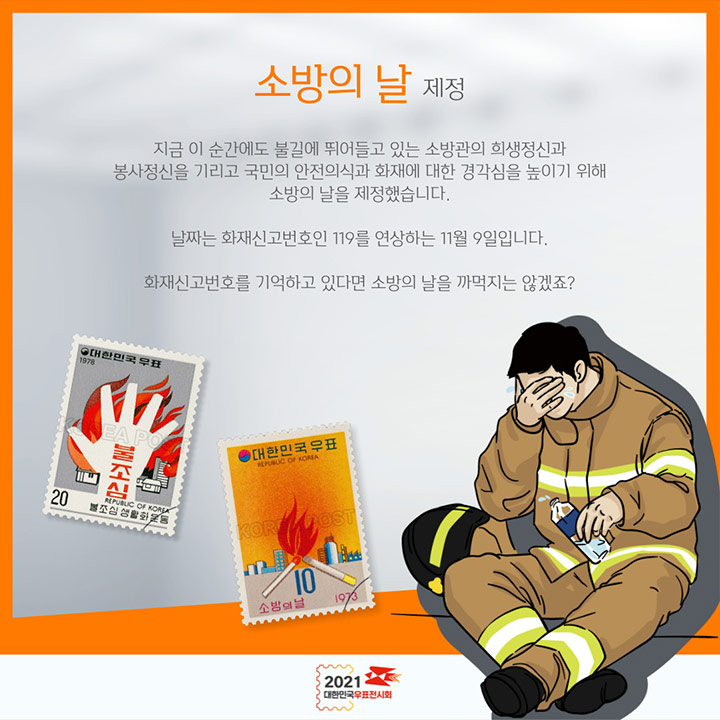 소방의 날 제정
지금 이 순간에도 불길에 뛰어들고 있는 소방관의 희생정신과
봉사정신을 기리고 국민의 안전의식과 화재에 대한 경각심을 높이기 위해
소방의 날을 제정했습니다.
날짜는 화재신고번호인 119를 연상하는 11월 9일입니다.
화재신고번호를 기억하고 있다면 소방의 날을 까먹지는 않겠죠?
대한민국우표
1978
KOREA POST
불조심
20
REPUBLIC OF KOREA
불조심 생활화운동
대한민국우표
REPUBLIC OF KOREA
KOREA POST
10
소방의날
1973
2021
대한민국우표전시회